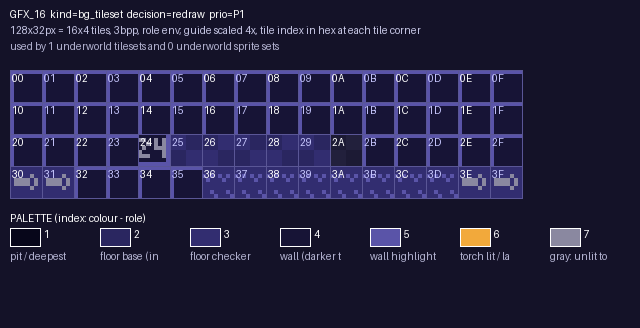 GFX_16 kind=bg_tileset decision=redraw prio=P1
128x32px = 16x4 tiles, 3bpp, role env; guide scaled 4x, tile index in hex at each tile corner
used by 1 underworld tilesets and 0 underworld sprite sets
00 01 02 03 04 05 06 07 08 09 0A 0B 0C 0D 0E 0F
10 11 12 13 14 15 16 17 18 19 1A 1B 1C 1D 1E 1F
20 21 22 23 24 25 26 27 28 29 2A 2B 2C 2D 2E 2F
30 31 32 33 34 35 36 37 38 39 3A 3B 3C 3D 3E 3F
PALETTE (index: colour - role)
1 2 3 4 5 6 7
pit / deepest floor base (in floor checker wall (darker t wall highlight torch lit / la gray: unlit to